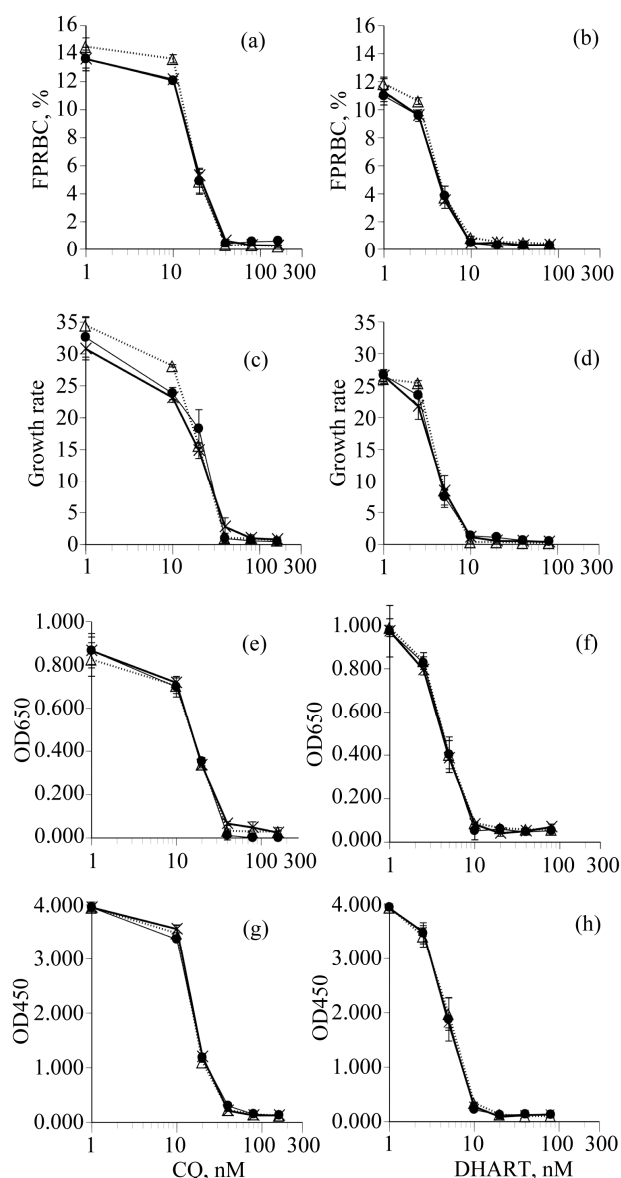 (a)
FPRBC, %
16
14
12
10
8
6
4
2
0
1 10 100 300
(b)
FPRBC, %
16
14
12
10
8
6
4
2
0
1 10 100 300
(c)
Growth rate
35
30
25
20
15
10
5
0
1 10 100 300
(d)
Growth rate
35
30
25
20
15
10
5
0
1 10 100 300
(e)
OD650
1.000
0.800
0.600
0.400
0.200
0.000
1 10 100 300
(f)
OD650
1.000
0.800
0.600
0.400
0.200
0.000
1 10 100 300
(g)
OD450
4.000
3.000
2.000
1.000
0.000
1 10 100 300
CQ, nM
(h)
OD450
4.000
3.000
2.000
1.000
0.000
1 10 100 300
DHART, nM